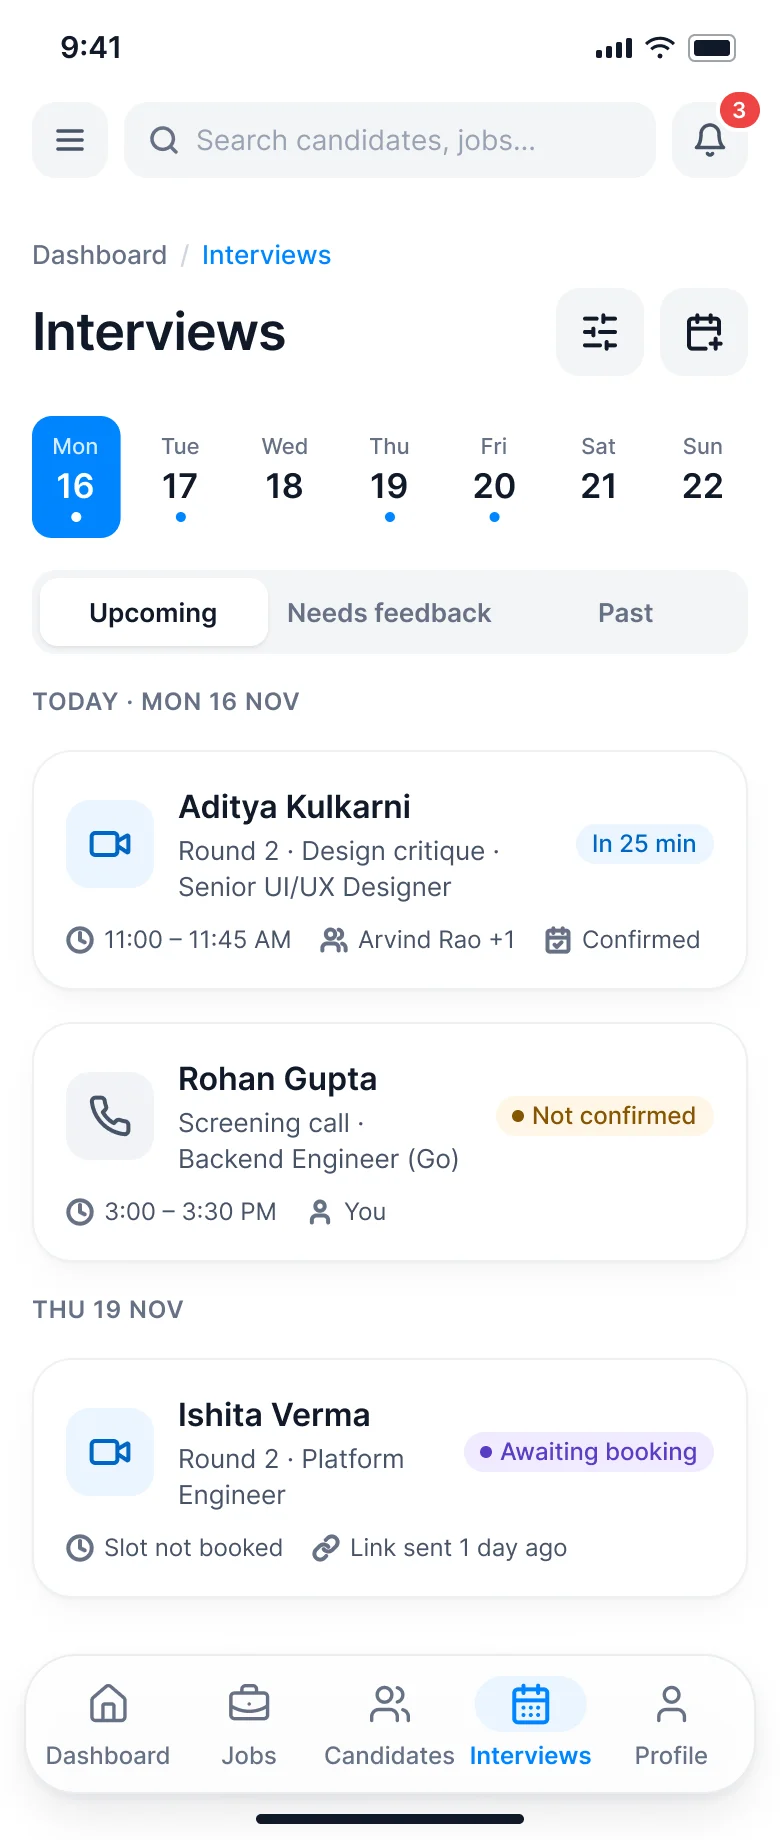 9:41
Search candidates, jobs...
3
Dashboard / Interviews
Interviews
Mon Tue Wed Thu Fri Sat Sun
16 17 18 19 20 21 22
Upcoming Needs feedback Past
TODAY · MON 16 NOV
Aditya Kulkarni
Round 2 · Design critique ·
Senior UI/UX Designer
In 25 min
11:00 – 11:45 AM Arvind Rao +1 Confirmed
Rohan Gupta
Screening call ·
Backend Engineer (Go)
Not confirmed
3:00 – 3:30 PM You
THU 19 NOV
Ishita Verma
Round 2 · Platform
Engineer
Awaiting booking
Slot not booked Link sent 1 day ago
Dashboard Jobs Candidates Interviews Profile